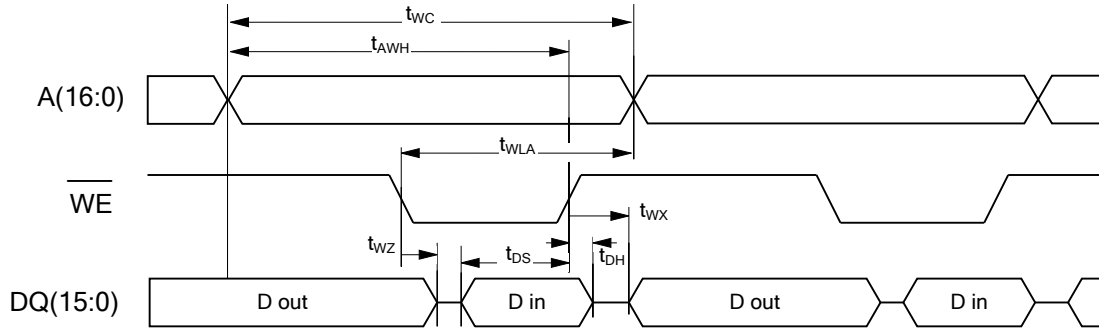 tWC
tAWH
A(16:0)
tWLA
WE
tWX
tWZ
tDS
tDH
DQ(15:0)
D out
D in
D out
D in